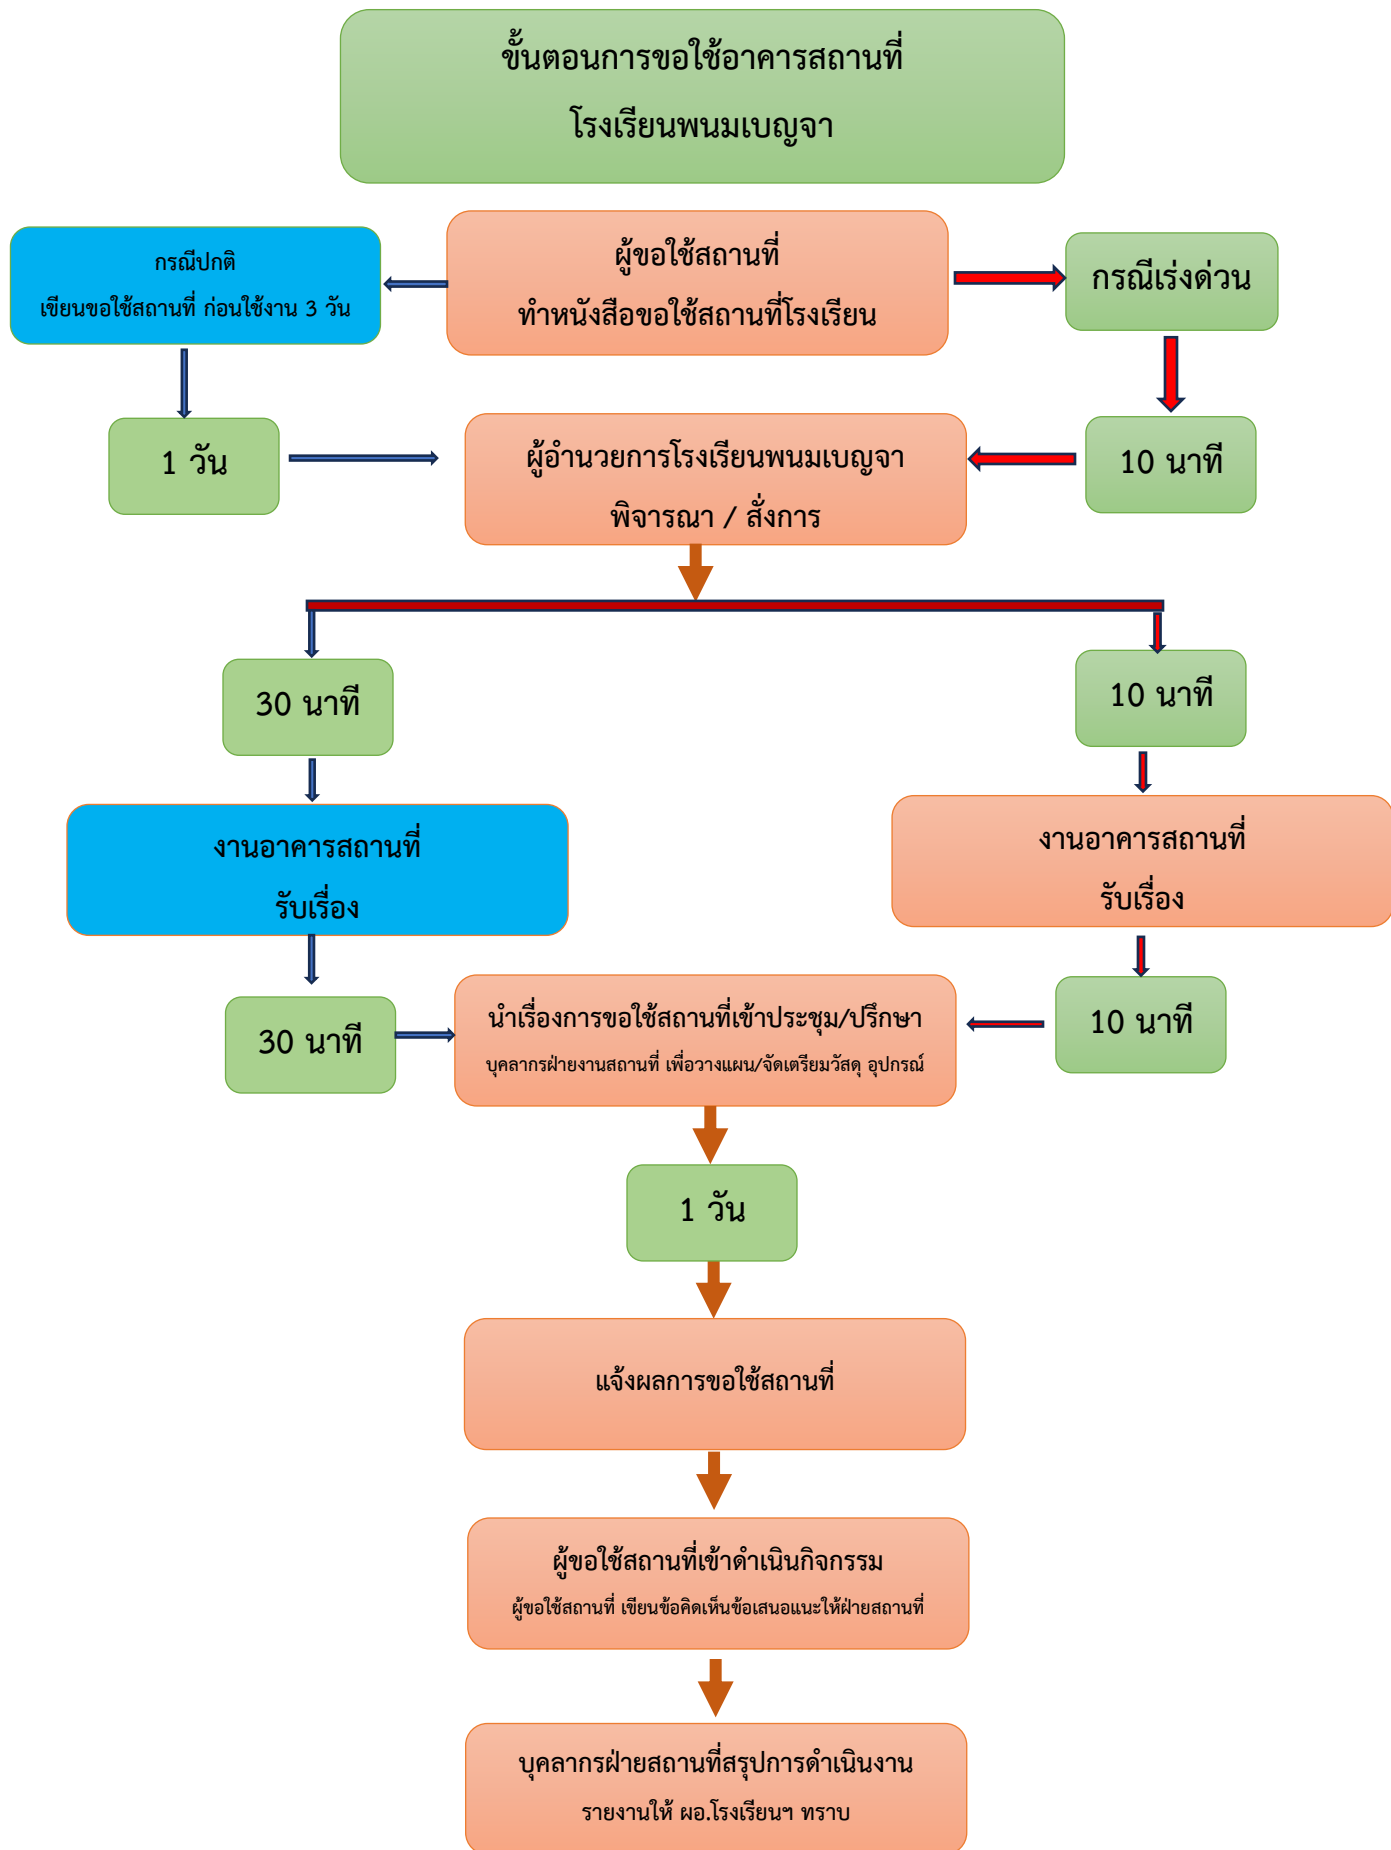 ขั้นตอนการขอใช้อาคารสถานที่
โรงเรียนพนมเบญจา
ผู้ขอใช้สถานที่
ทำหนังสือขอใช้สถานที่โรงเรียน
กรณีปกติ
เขียนขอใช้สถานที่ ก่อนใช้งาน 3 วัน
กรณีเร่งด่วน
1 วัน
ผู้อำนวยการโรงเรียนพนมเบญจา
พิจารณา / สั่งการ
10 นาที
30 นาที
10 นาที
งานอาคารสถานที่
รับเรื่อง
งานอาคารสถานที่
รับเรื่อง
30 นาที
นำเรื่องการขอใช้สถานที่เข้าประชุม/ปรึกษา
บุคลากรฝ่ายงานสถานที่ เพื่อวางแผน/จัดเตรียมวัสดุ อุปกรณ์
10 นาที
1 วัน
แจ้งผลการขอใช้สถานที่
ผู้ขอใช้สถานที่เข้าดำเนินกิจกรรม
ผู้ขอใช้สถานที่ เขียนข้อคิดเห็นข้อเสนอแนะให้ฝ่ายสถานที่
บุคลากรฝ่ายสถานที่สรุปการดำเนินงาน
รายงานให้ ผอ.โรงเรียนฯ ทราบ